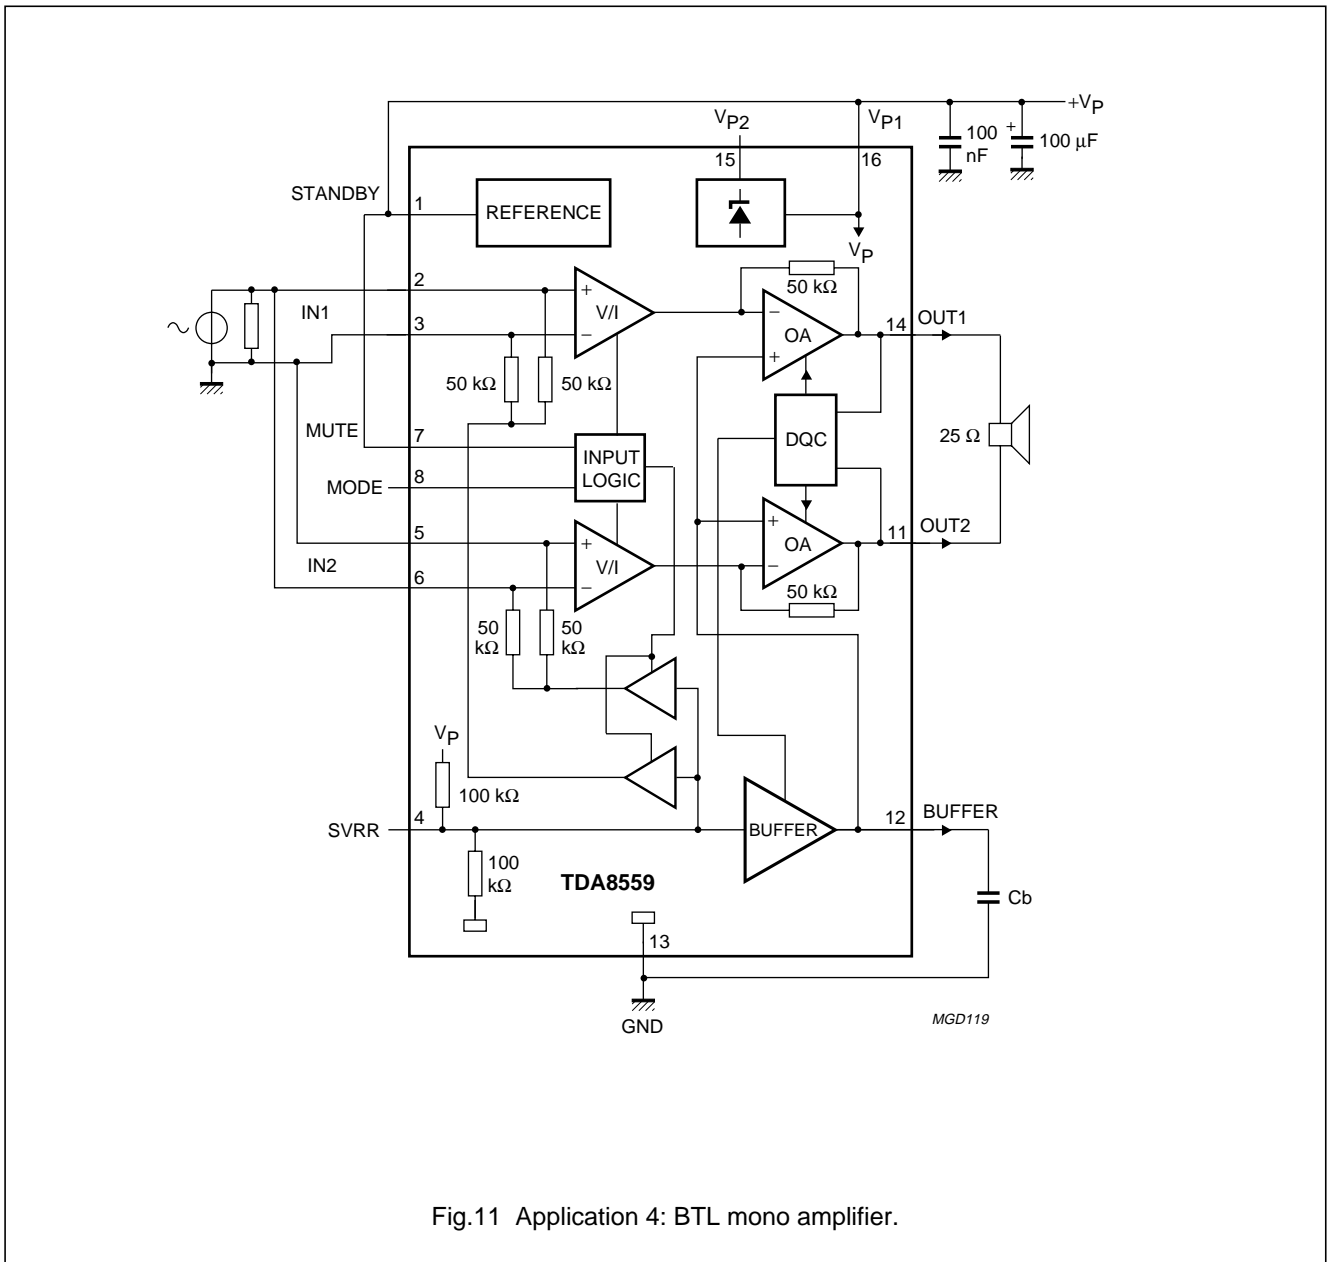 +VP
VP2
VP1
100
nF
+
100 μF
15
16
STANDBY
1
REFERENCE
VP
2
+
V/I
50 kΩ
IN1
3
−
−
OA
+
14
OUT1
50 kΩ
50 kΩ
MUTE
7
INPUT
LOGIC
DQC
25 Ω
MODE
8
5
+
V/I
+
OA
11
OUT2
IN2
6
−
−
50 kΩ
50
kΩ
50
kΩ
VP
100 kΩ
SVRR
4
BUFFER
12
BUFFER
100
kΩ
TDA8559
Cb
13
GND
MGD119
Fig.11 Application 4: BTL mono amplifier.